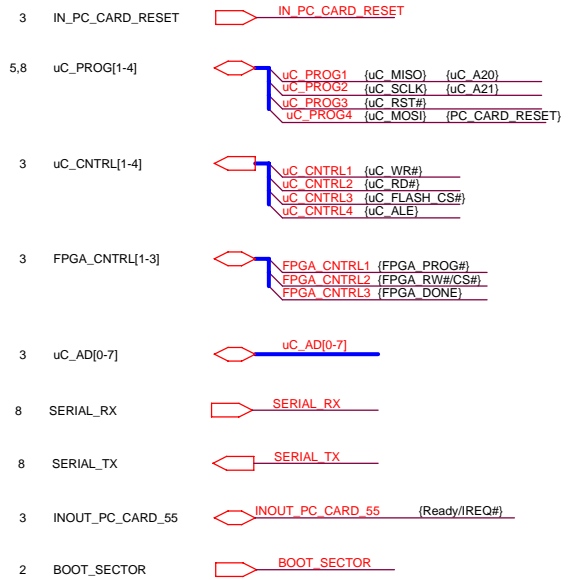 3 IN_PC_CARD_RESET IN_PC_CARD_RESET
5,8 uC_PROG[1-4]
uC_PROG1 {uC_MISO} {uC_A20}
uC_PROG2 {uC_SCLK} {uC_A21}
uC_PROG3 {uC_RST#}
uC_PROG4 {uC_MOSI} {PC_CARD_RESET}
3 uC_CNTRL[1-4]
uC_CNTRL1 {uC_WR#}
uC_CNTRL2 {uC_RD#}
uC_CNTRL3 {uC_FLASH_CS#}
uC_CNTRL4 {uC_ALE}
3 FPGA_CNTRL[1-3]
FPGA_CNTRL1 {FPGA_PROG#}
FPGA_CNTRL2 {FPGA_RW#/CS#}
FPGA_CNTRL3 {FPGA_DONE}
3 uC_AD[0-7] uC_AD[0-7]
8 SERIAL_RX SERIAL_RX
8 SERIAL_TX SERIAL_TX
3 INOUT_PC_CARD_55 INOUT_PC_CARD_55 {Ready/IREQ#}
2 BOOT_SECTOR BOOT_SECTOR